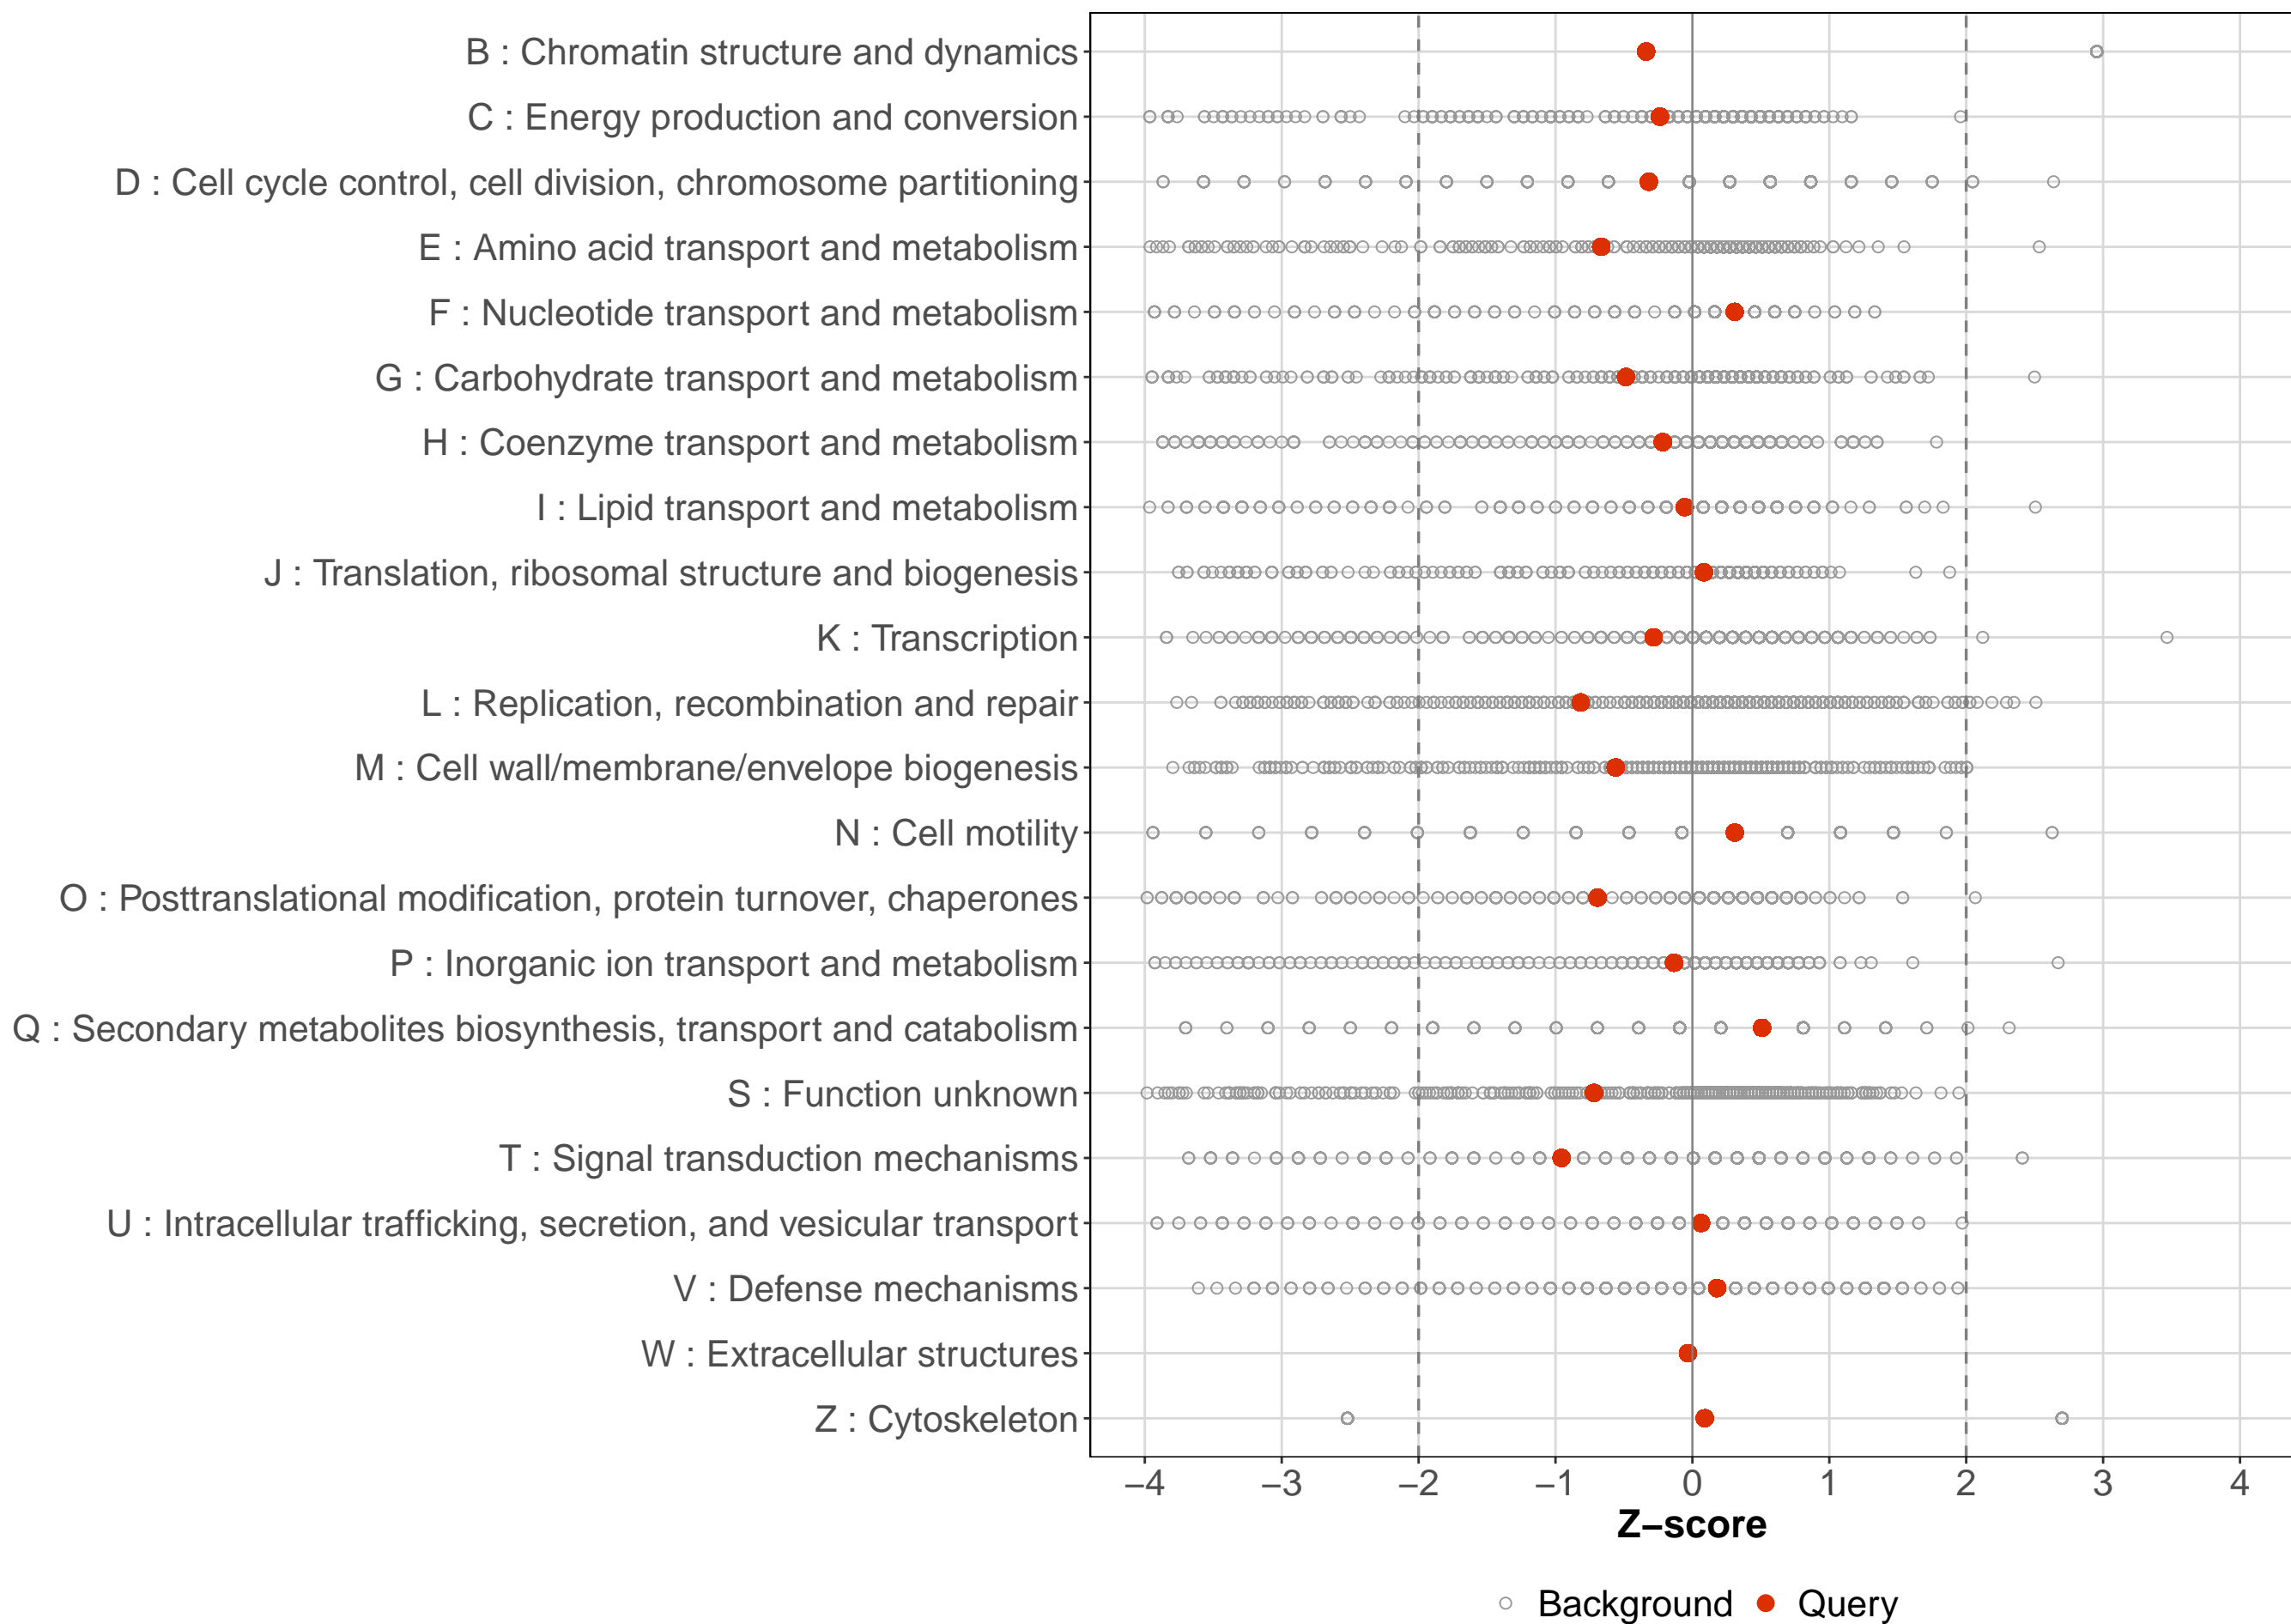 B : Chromatin structure and dynamics
C : Energy production and conversion
D : Cell cycle control, cell division, chromosome partitioning
E : Amino acid transport and metabolism
F : Nucleotide transport and metabolism
G : Carbohydrate transport and metabolism
H : Coenzyme transport and metabolism
I : Lipid transport and metabolism
J : Translation, ribosomal structure and biogenesis
K : Transcription
L : Replication, recombination and repair
M : Cell wall/membrane/envelope biogenesis
N : Cell motility
O : Posttranslational modification, protein turnover, chaperones
P : Inorganic ion transport and metabolism
Q : Secondary metabolites biosynthesis, transport and catabolism
S : Function unknown
T : Signal transduction mechanisms
U : Intracellular trafficking, secretion, and vesicular transport
V : Defense mechanisms
W : Extracellular structures
Z : Cytoskeleton
−4 −3 −2 −1 0 1 2 3 4
Z−score
Background Query